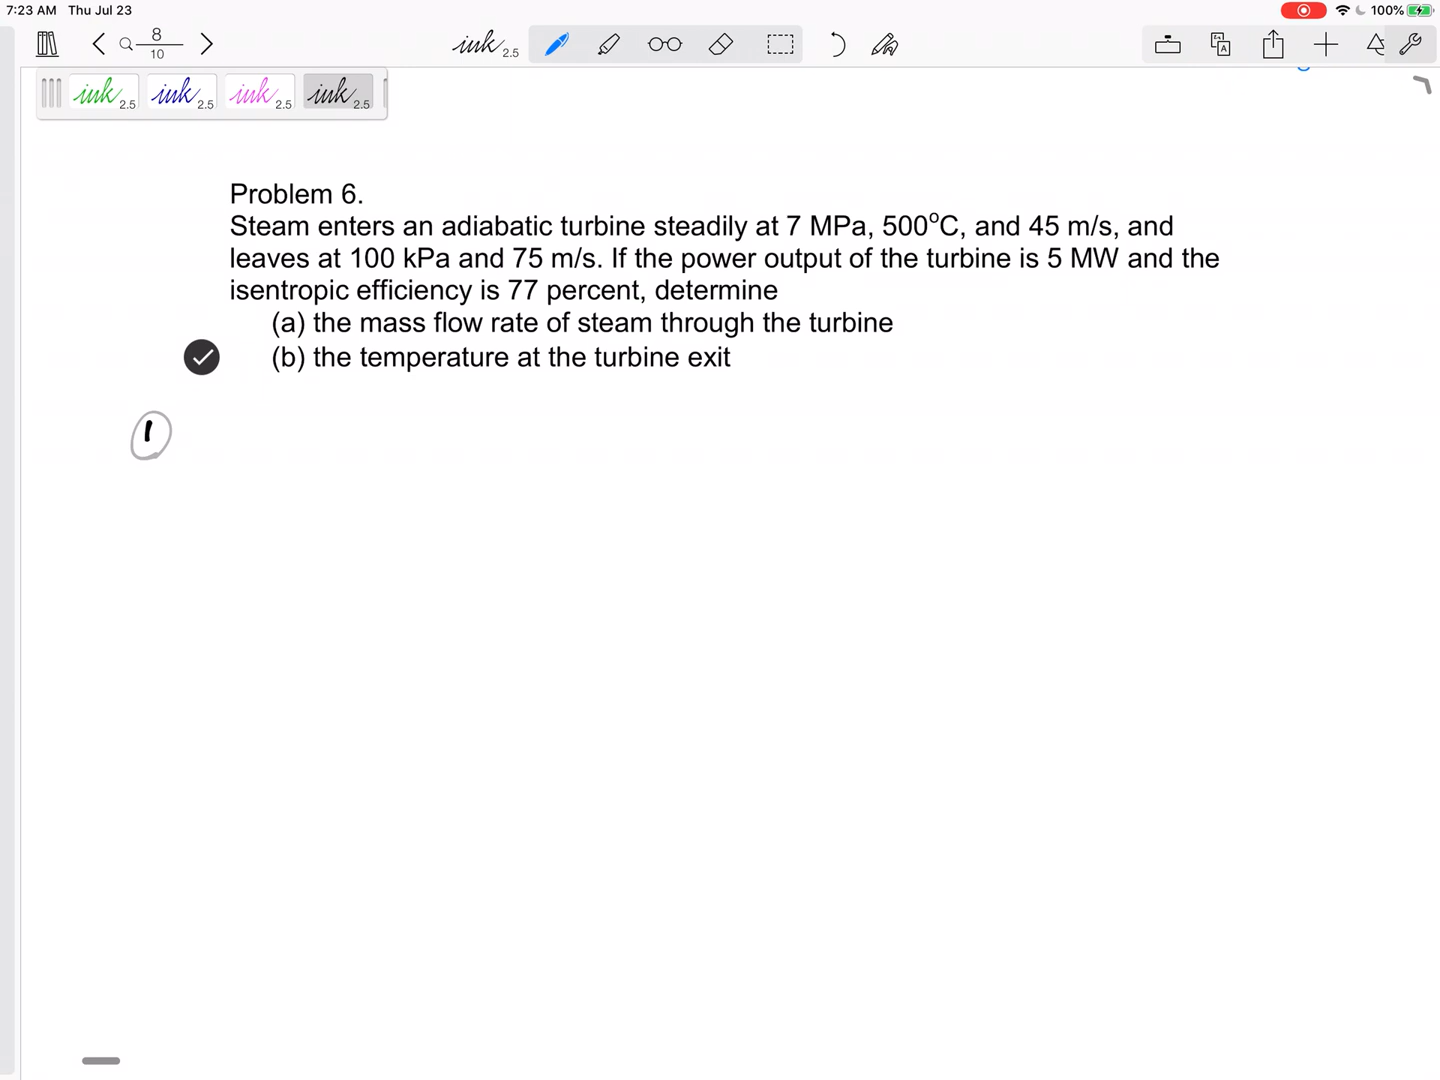 7:23 AM Thu Jul 23
100%
8
10
ink 2.5
ink 2.5
ink 2.5
ink 2.5
ink 2.5
Problem 6.
Steam enters an adiabatic turbine steadily at 7 MPa, 500°C, and 45 m/s, and
leaves at 100 kPa and 75 m/s. If the power output of the turbine is 5 MW and the
isentropic efficiency is 77 percent, determine
(a) the mass flow rate of steam through the turbine
(b) the temperature at the turbine exit
1